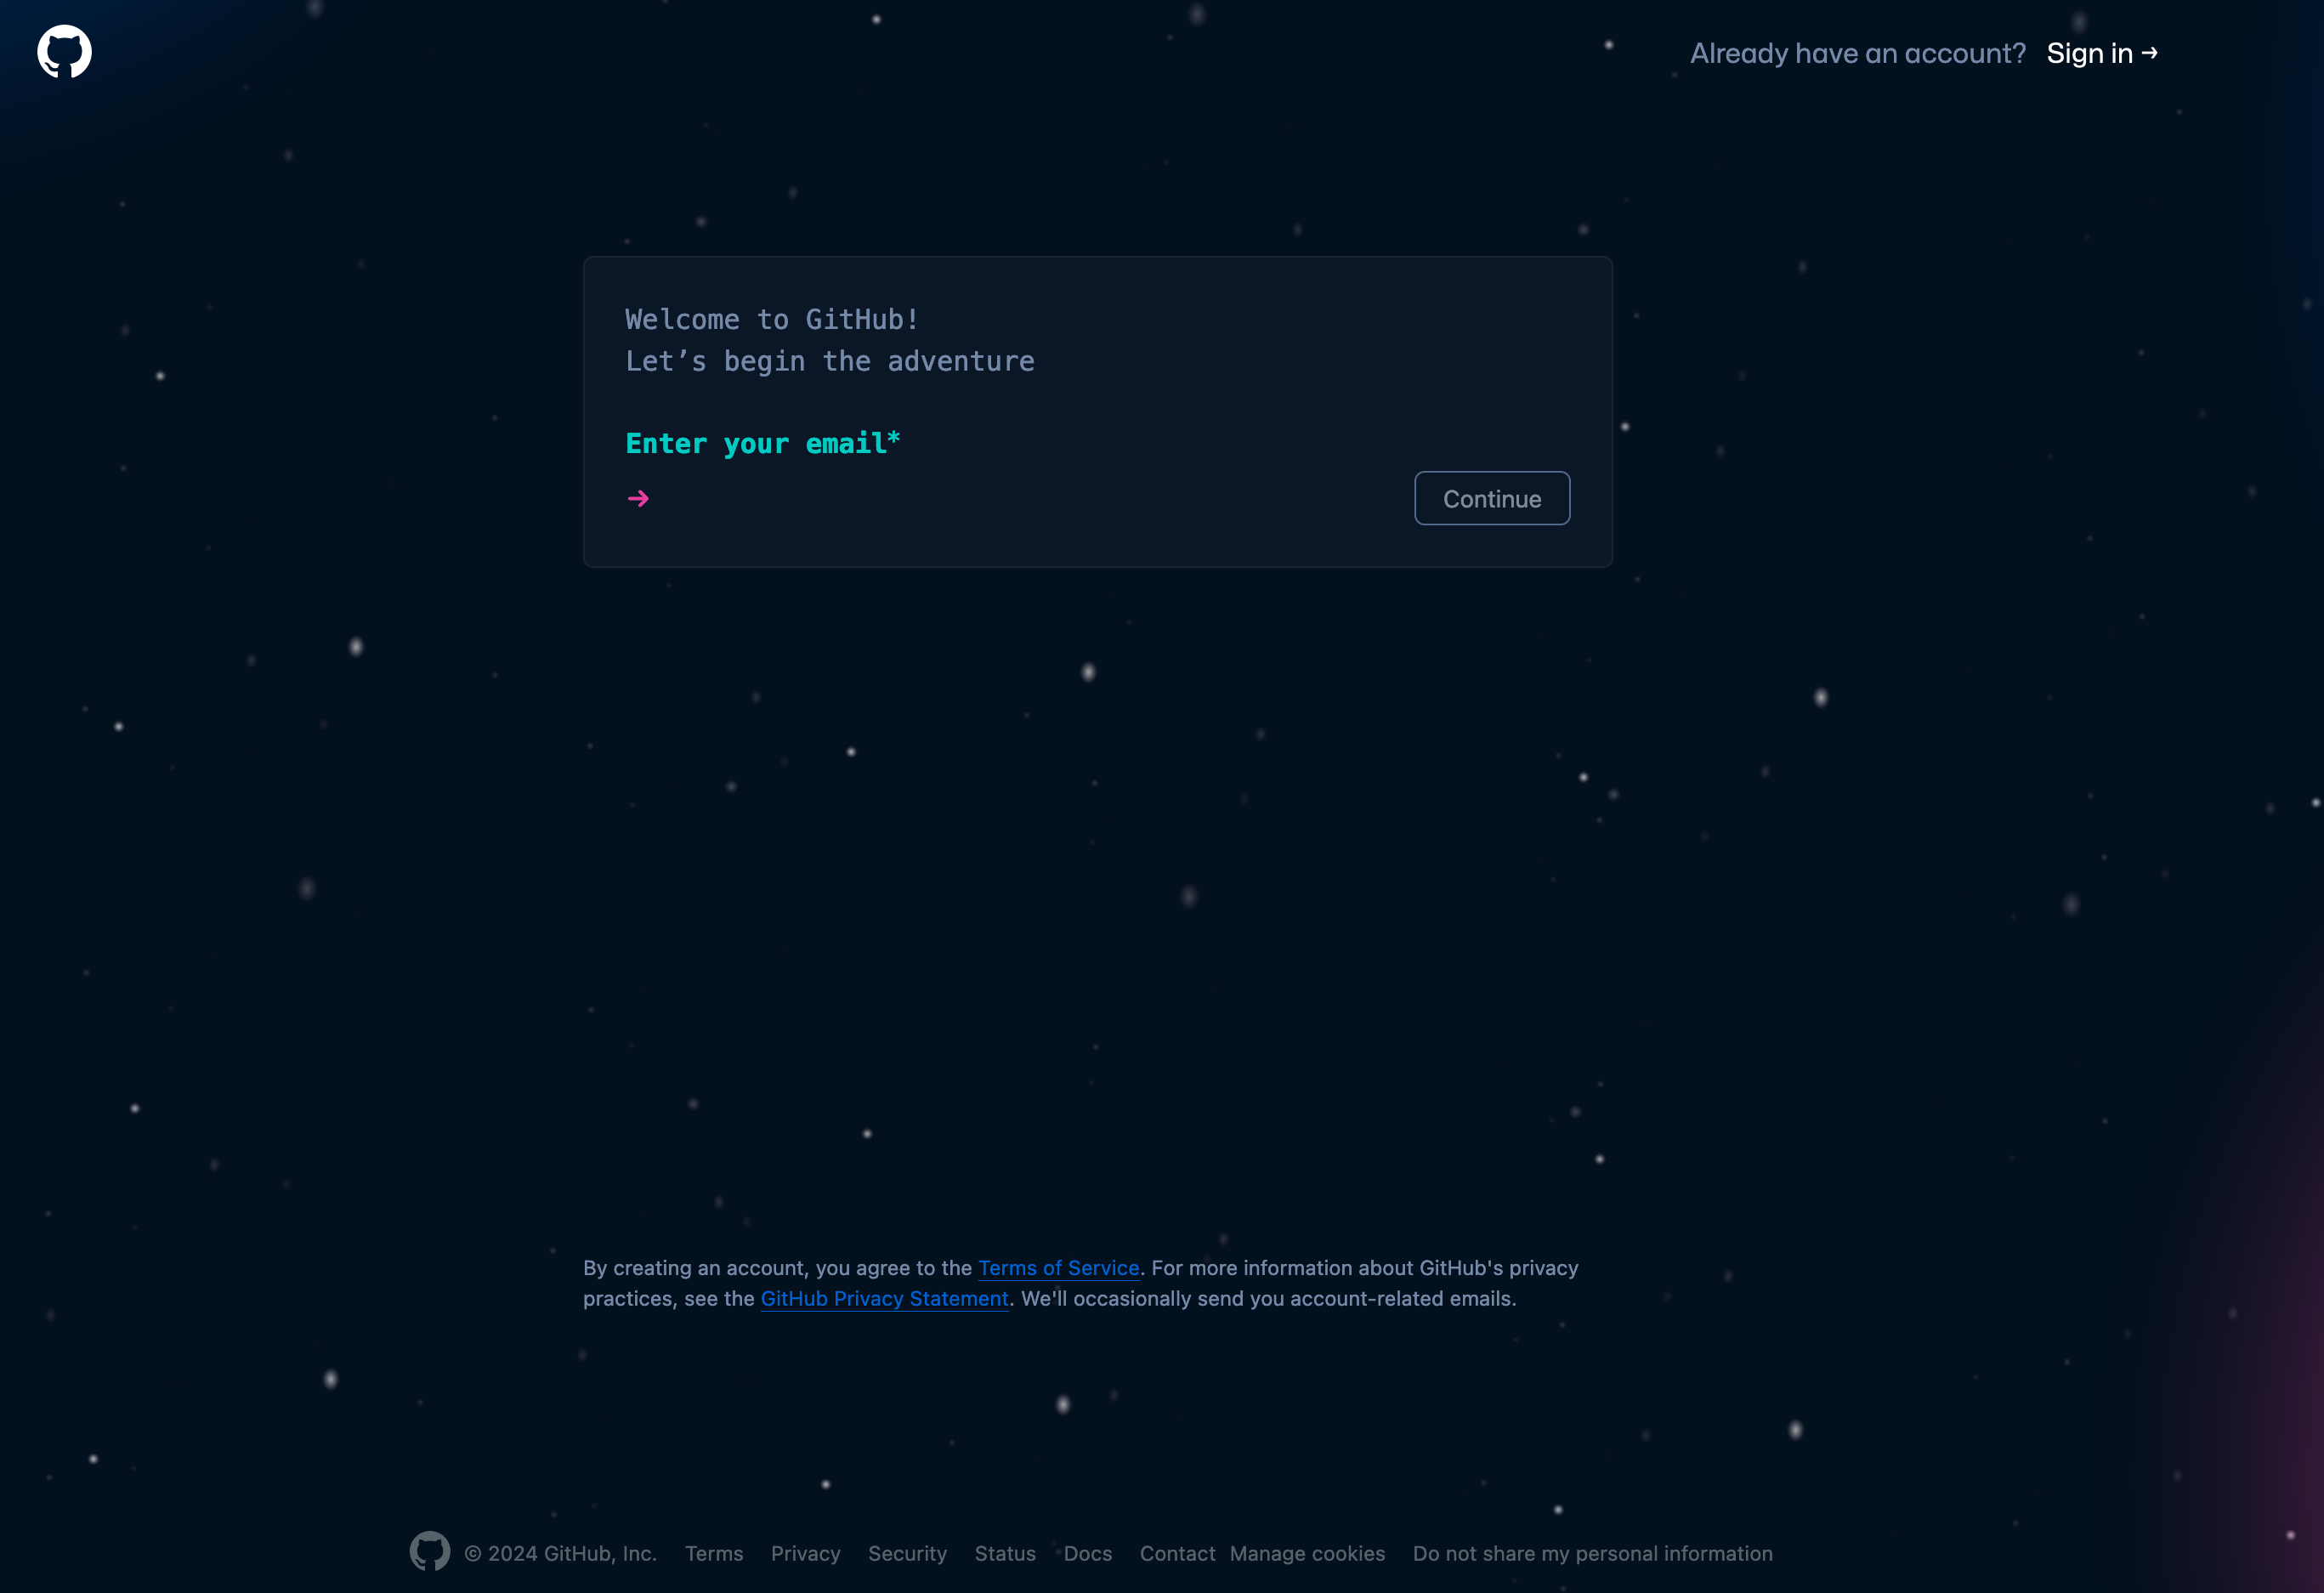 Already have an account? Sign in →
Welcome to GitHub!
Let’s begin the adventure
Enter your email*
→
Continue
By creating an account, you agree to the Terms of Service. For more information about GitHub's privacy
practices, see the GitHub Privacy Statement. We'll occasionally send you account-related emails.
© 2024 GitHub, Inc. Terms Privacy Security Status Docs Contact Manage cookies Do not share my personal information